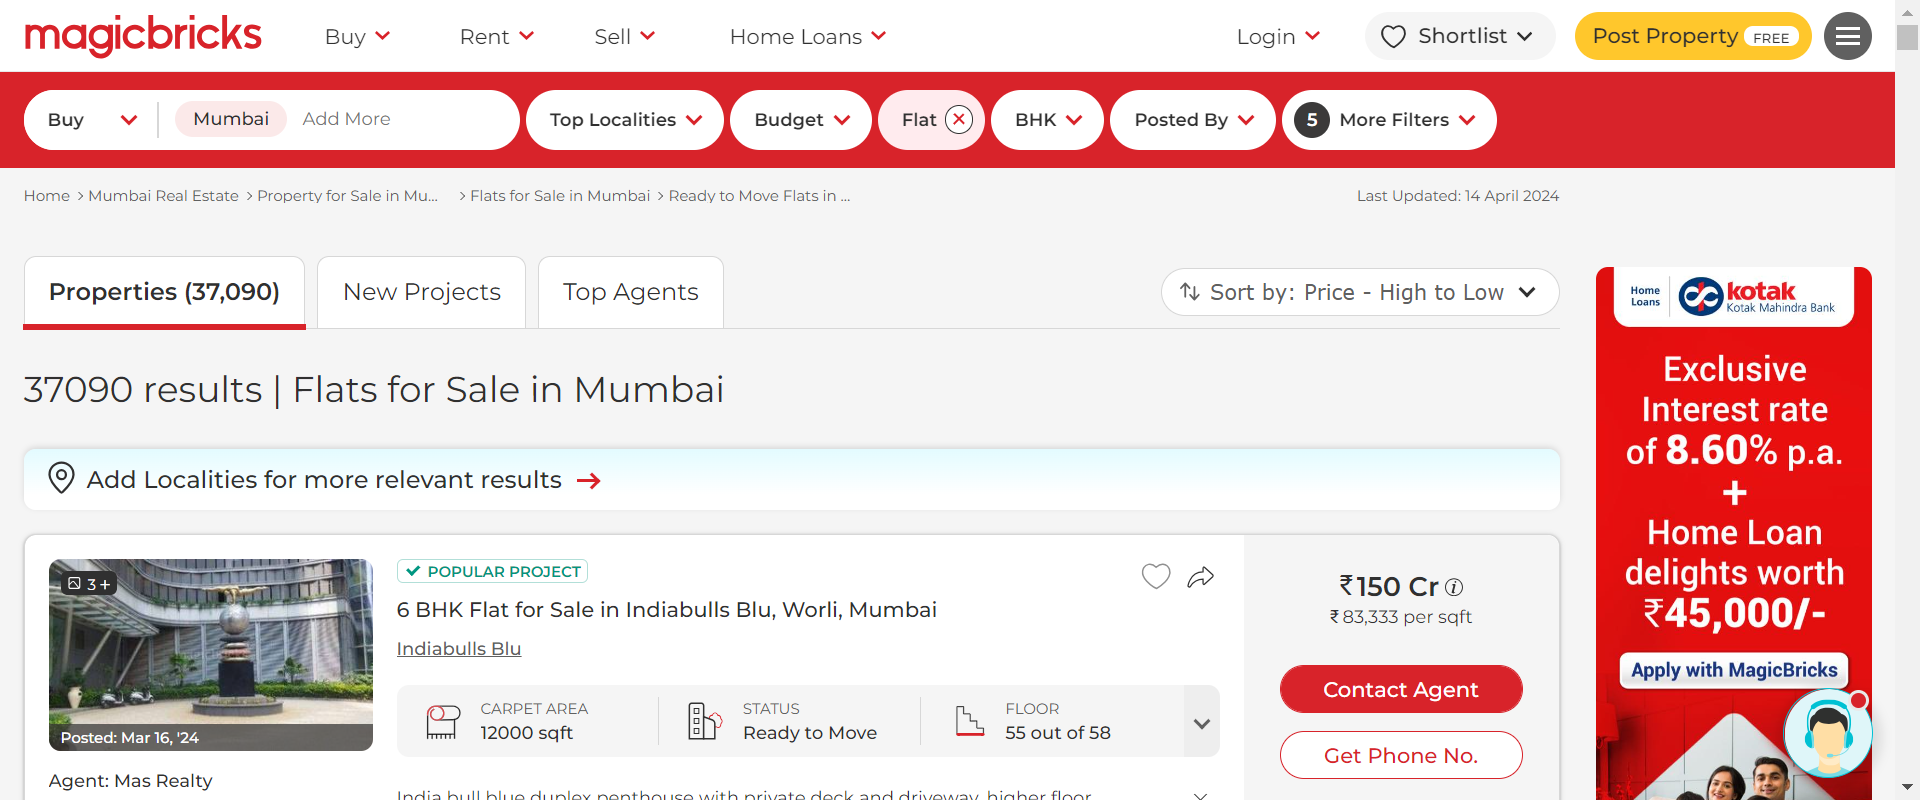 magicbricks
Buy
Rent
Sell
Home Loans
Login
Shortlist
Post Property FREE
Buy
Mumbai
Add More
Top Localities
Budget
Flat
BHK
Posted By
5
More Filters
Home > Mumbai Real Estate > Property for Sale in Mu... > Flats for Sale in Mumbai > Ready to Move Flats in ...
Last Updated: 14 April 2024
Properties (37,090)
New Projects
Top Agents
Sort by: Price - High to Low
37090 results | Flats for Sale in Mumbai
Add Localities for more relevant results
3 +
Posted: Mar 16, '24
Agent: Mas Realty
POPULAR PROJECT
6 BHK Flat for Sale in Indiabulls Blu, Worli, Mumbai
Indiabulls Blu
CARPET AREA
12000 sqft
STATUS
Ready to Move
FLOOR
55 out of 58
India bull blue duplex penthouse with private deck and driveway, higher floor
₹150 Cr
₹ 83,333 per sqft
Contact Agent
Get Phone No.
Home
Loans
kotak
Kotak Mahindra Bank
Exclusive
Interest rate
of 8.60% p.a.
+
Home Loan
delights worth
₹45,000/-
Apply with MagicBricks